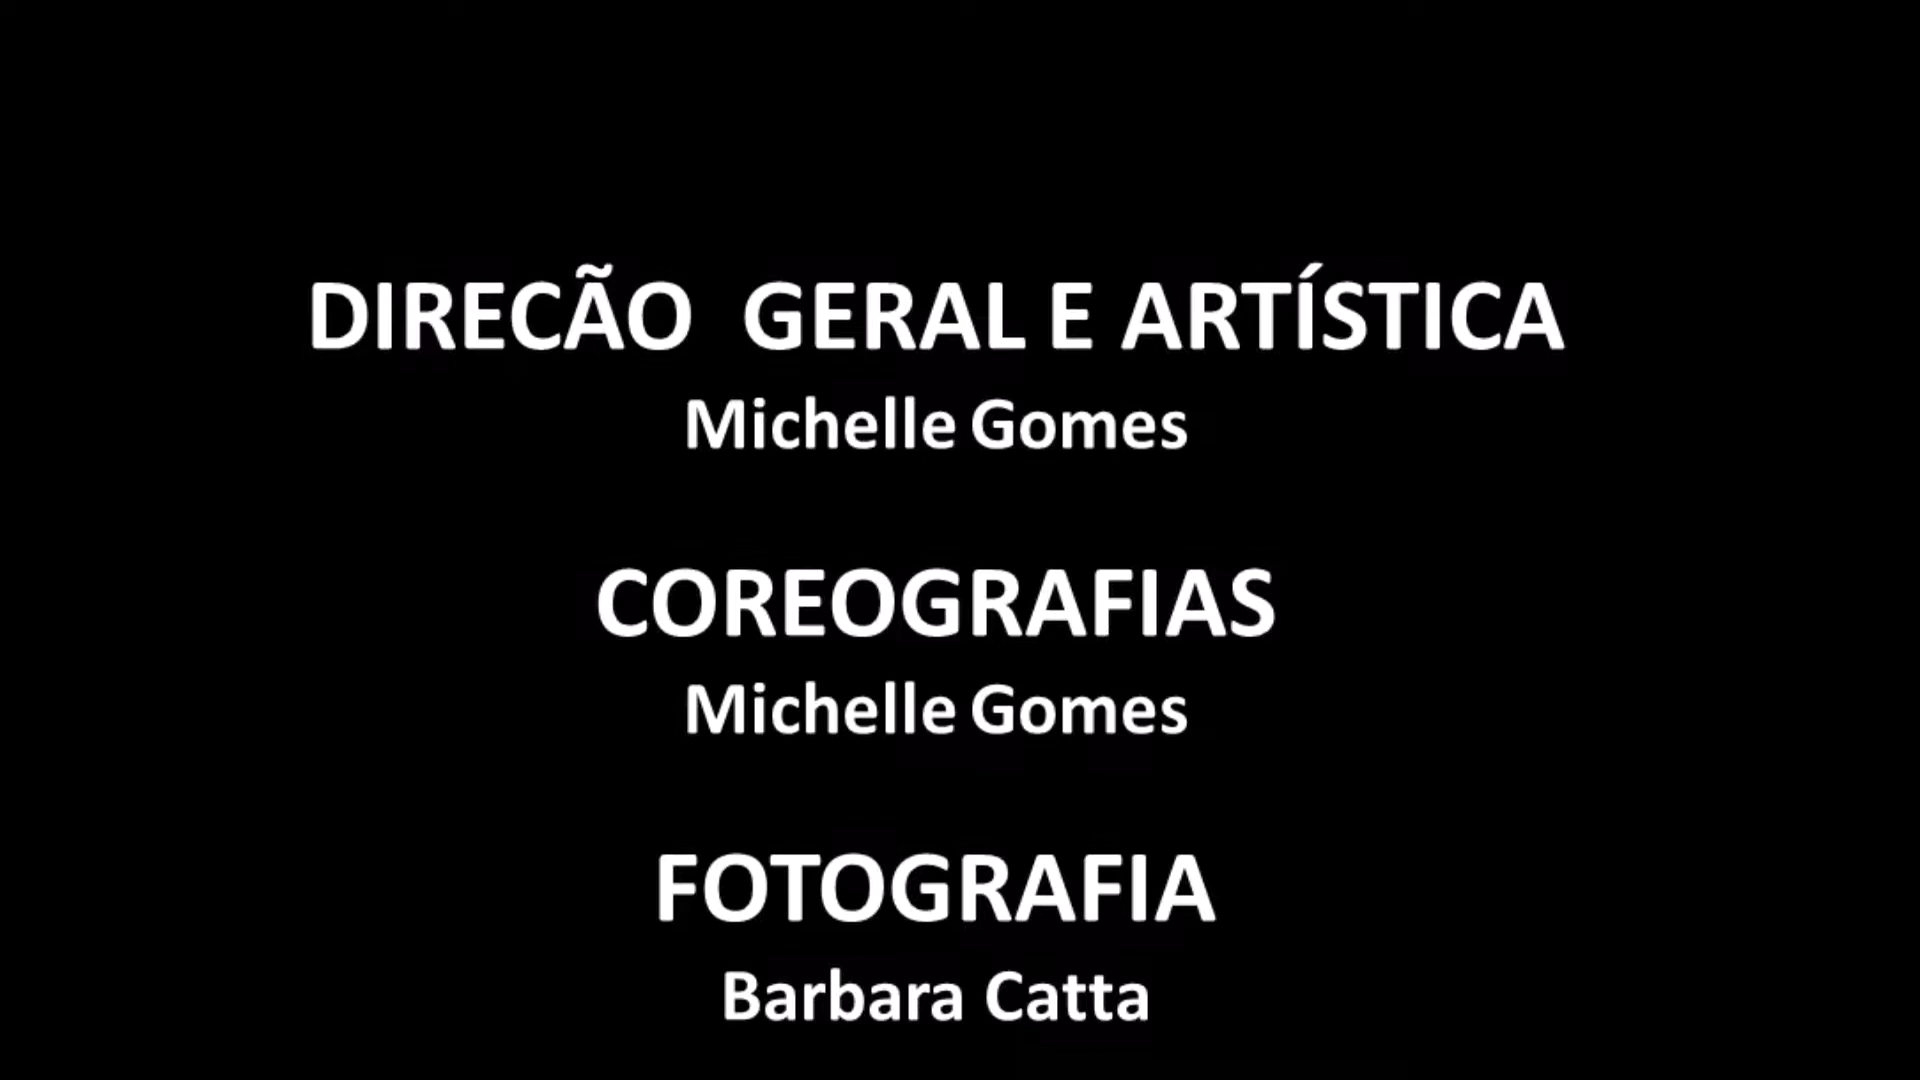 DIRECÃO  GERAL E ARTÍSTICA
Michelle Gomes
COREOGRAFIAS
Michelle Gomes
FOTOGRAFIA
Barbara Catta